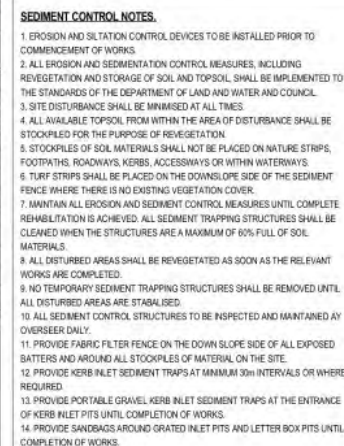 SEDIMENT CONTROL NOTES.
1. EROSION AND SILTATION CONTROL DEVICES TO BE INSTALLED PRIOR TO
COMMENCEMENT OF WORKS.
2. ALL EROSION AND SEDIMENTATION CONTROL MEASURES, INCLUDING
REVEGETATION AND STORAGE OF SOIL AND TOPSOIL, SHALL BE IMPLEMENTED TO
THE STANDARDS OF THE DEPARTMENT OF LAND AND WATER AND COUNCIL.
3. SITE DISTURBANCE SHALL BE MINIMISED AT ALL TIMES.
4. ALL AVAILABLE TOPSOIL FROM WITHIN THE AREA OF DISTURBANCE SHALL BE
STOCKPILED FOR THE PURPOSE OF REVEGETATION.
5. STOCKPILES OF SOIL MATERIALS SHALL NOT BE PLACED ON NATURE STRIPS,
FOOTPATHS, ROADWAYS, KERBS, ACCESSWAYS OR WITHIN WATERWAYS.
6. TURF STRIPS SHALL BE PLACED ON THE DOWNSLOPE SIDE OF THE SEDIMENT
FENCE WHERE THERE IS NO EXISTING VEGETATION COVER.
7. MAINTAIN ALL EROSION AND SEDIMENT CONTROL MEASURES UNTIL COMPLETE
REHABILITATION IS ACHIEVED. ALL SEDIMENT TRAPPING STRUCTURES SHALL BE
CLEANED WHEN THE STRUCTURES ARE A MAXIMUM OF 60% FULL OF SOIL
MATERIALS.
8. ALL DISTURBED AREAS SHALL BE REVEGETATED AS SOON AS THE RELEVANT
WORKS ARE COMPLETED.
9. NO TEMPORARY SEDIMENT TRAPPING STRUCTURES SHALL BE REMOVED UNTIL
ALL DISTURBED AREAS ARE STABALISED.
10. ALL SEDIMENT CONTROL STRUCTURES TO BE INSPECTED AND MAINTAINED AY
OVERSEER DAILY.
11. PROVIDE FABRIC FILTER FENCE ON THE DOWN SLOPE SIDE OF ALL EXPOSED
BATTERS AND AROUND ALL STOCKPILES OF MATERIAL ON THE SITE.
12. PROVIDE KERB INLET SEDIMENT TRAPS AT MINIMUM 30m INTERVALS OR WHERE
REQUIRED.
13. PROVIDE PORTABLE GRAVEL KERB INLET SEDIMENT TRAPS AT THE ENTRANCE
OF KERB INLET PITS UNTIL COMPLETION OF WORKS.
14. PROVIDE SANDBAGS AROUND GRATED INLET PITS AND LETTER BOX PITS UNTIL
COMPLETION OF WORKS.